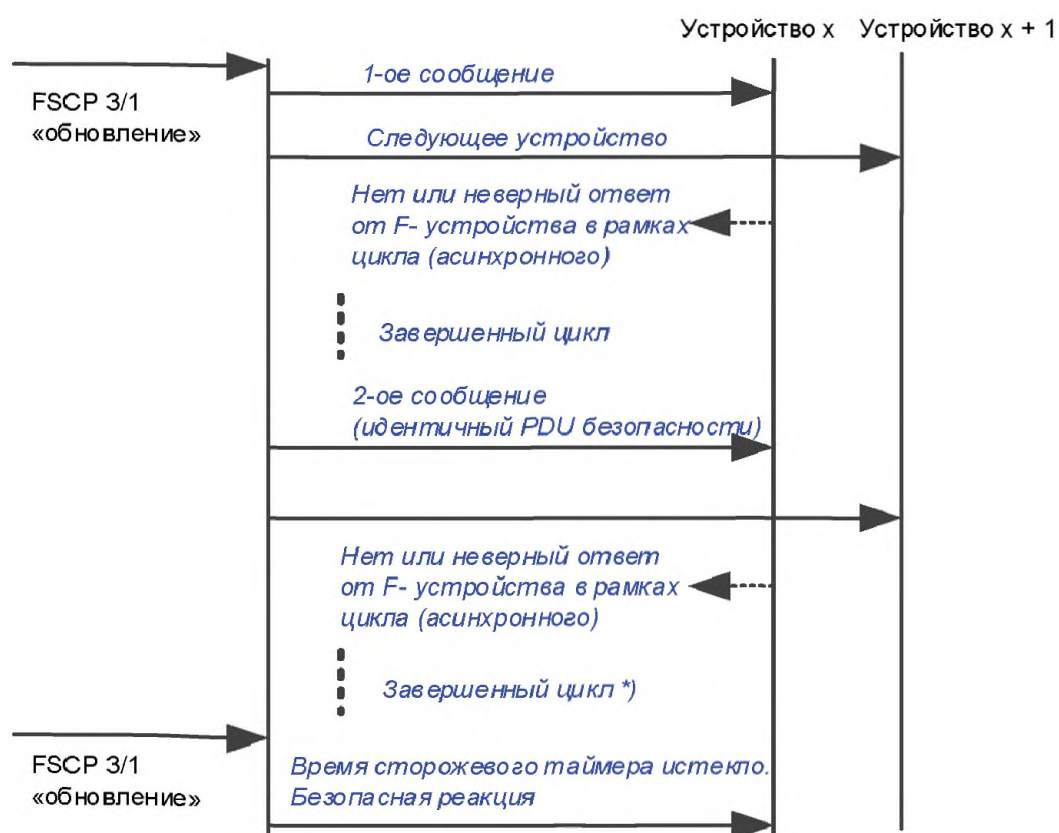 Устройство x Устройство x + 1
1-ое сообщение
FSCP 3/1
«обновление»
Следующее устройство
Нет или неверный ответ
от F- устройства в рамках
цикла (асинхронного)
Завершенный цикл
2-ое сообщение
(идентичный PDU безопасности)
Нет или неверный ответ
от F- устройства в рамках
цикла (асинхронного)
Завершенный цикл *)
FSCP 3/1
«обновление»
Время сторожевого таймера истекло.
Безопасная реакция